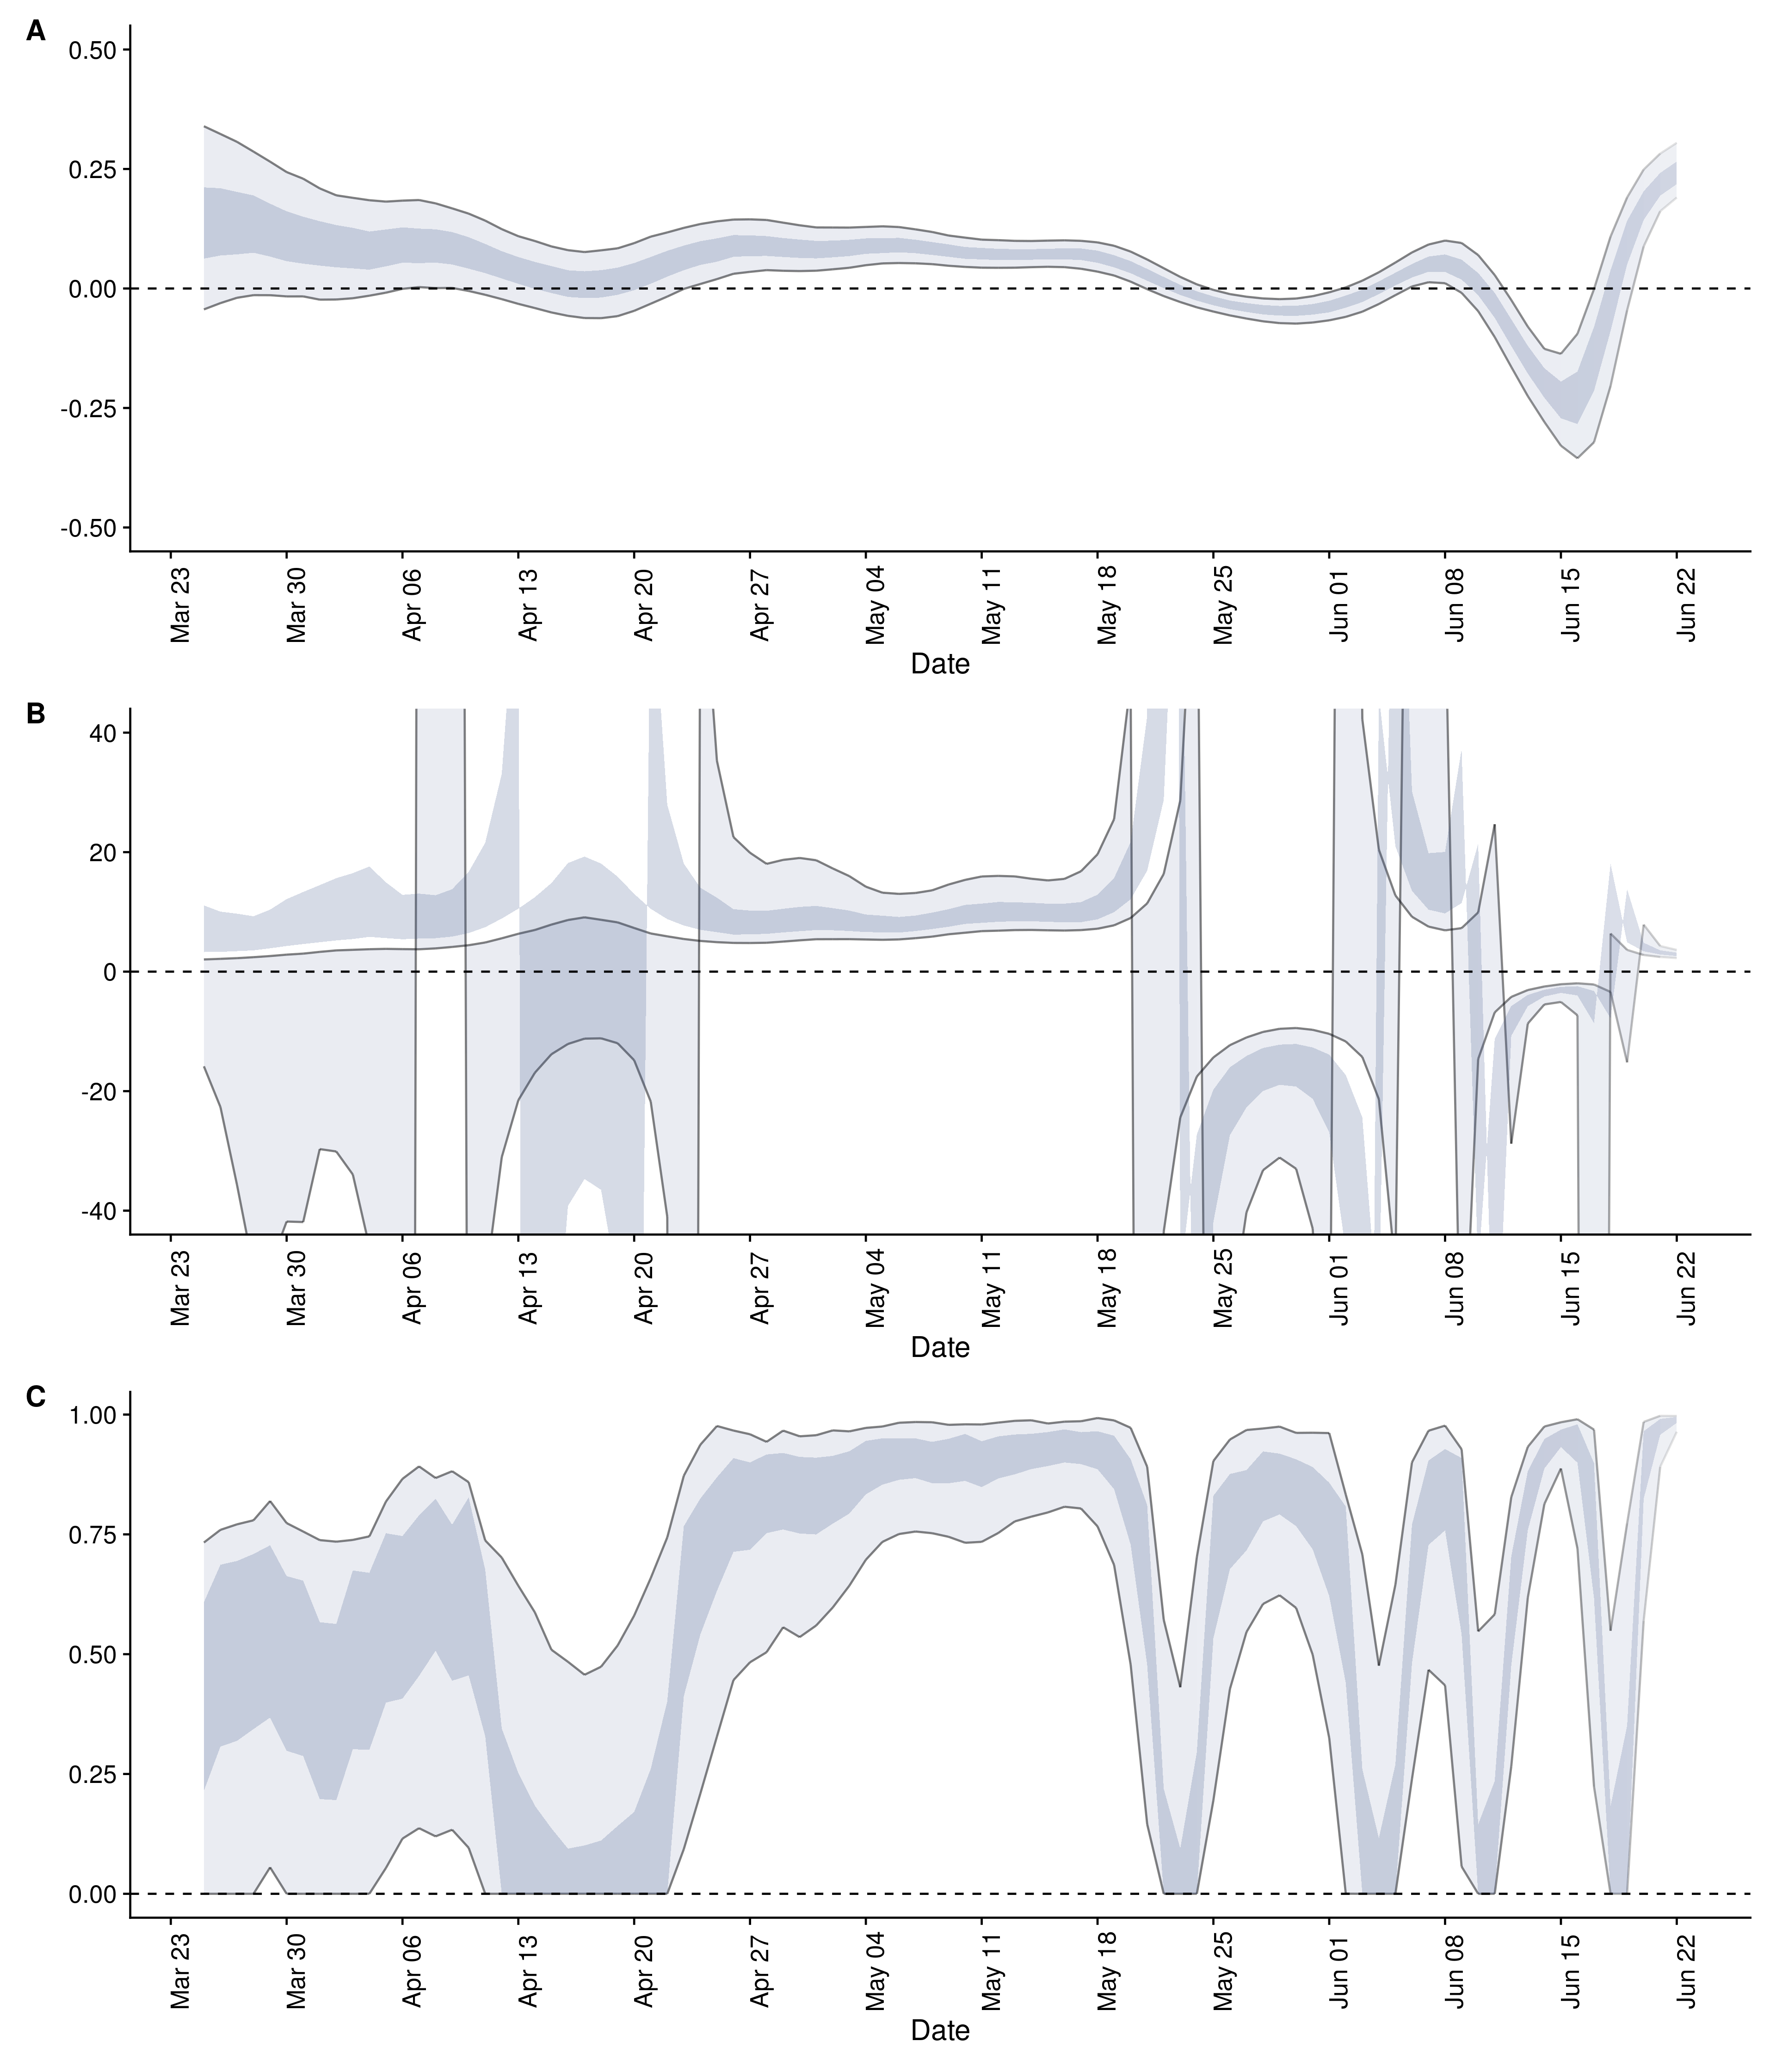 A
0.50
0.25
0.00
-0.25
-0.50
Mar 23
Mar 30
Apr 06
Apr 13
Apr 20
Apr 27
May 04
May 11
May 18
May 25
Jun 01
Jun 08
Jun 15
Jun 22
Date
B
40
20
0
-20
-40
Mar 23
Mar 30
Apr 06
Apr 13
Apr 20
Apr 27
May 04
May 11
May 18
May 25
Jun 01
Jun 08
Jun 15
Jun 22
Date
C
1.00
0.75
0.50
0.25
0.00
Mar 23
Mar 30
Apr 06
Apr 13
Apr 20
Apr 27
May 04
May 11
May 18
May 25
Jun 01
Jun 08
Jun 15
Jun 22
Date